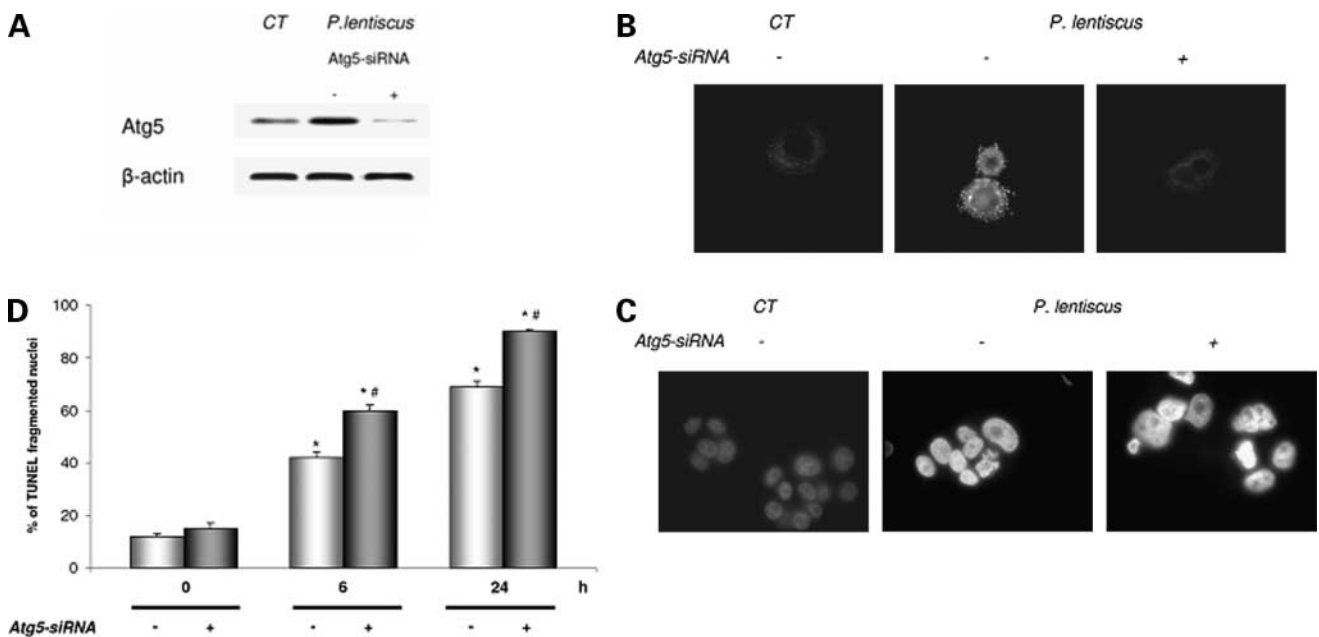 A
CT P.lentiscus
Atg5-siRNA
- +
Atg5
β-actin
B
CT P. lentiscus
Atg5-siRNA - - +
D
% of TUNEL fragmented nuclei
100
80
60
40
20
0
* * # * * #
0 6 24 h
Atg5-siRNA - + - + - +
C
CT P. lentiscus
Atg5-siRNA - - +